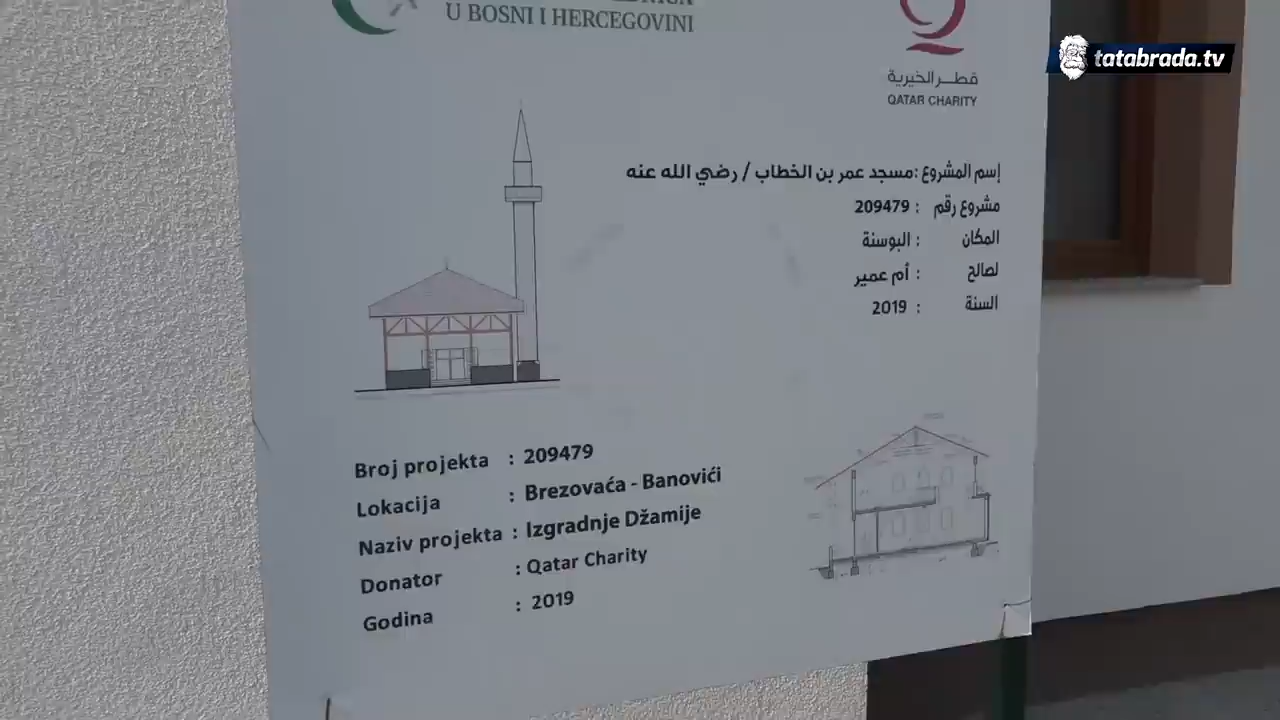 U BOSNI I HERCEGOVINI
قطر الخيرية
QATAR CHARITY
tatabrada.tv
إسم المشروع : مسجد عمر بن الخطاب / رضي الله عنه
مشروع رقم : 209479
المكان : البوسنة
لصالح : أم عمير
السنة : 2019
Broj projekta : 209479
Lokacija : Brezovaća - Banovići
Naziv projekta : Izgradnje Džamije
Donator : Qatar Charity
Godina : 2019